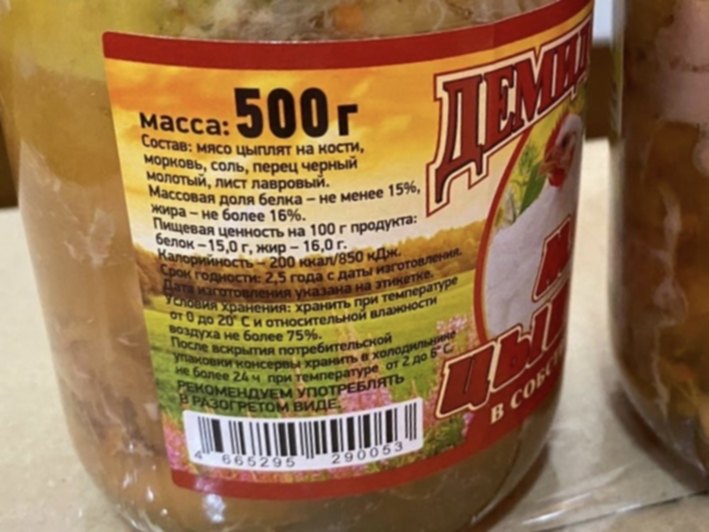 масса: 500 г
Состав: мясо цыплят на кости,
морковь, соль, перец черный
молотый, лист лавровый.
Массовая доля белка – не менее 15%,
жира – не более 16%.
Пищевая ценность на 100 г продукта:
белок – 15,0 г, жир – 16,0 г.
Калорийность – 200 ккал/850 кДж.
Срок годности: 2,5 года с даты изготовления.
Дата изготовления указана на этикетке.
Условия хранения: хранить при температуре
от 0 до 20° С и относительной влажности
воздуха не более 75%.
После вскрытия потребительской
упаковки консервы хранить в холодильнике
не более 24 ч при температуре от 2 до 6° С.
РЕКОМЕНДУЕМ УПОТРЕБЛЯТЬ
В РАЗОГРЕТОМ ВИДЕ.
4 665295 290053
ДЕМИД
М
ЦЫП
В СОБСТ